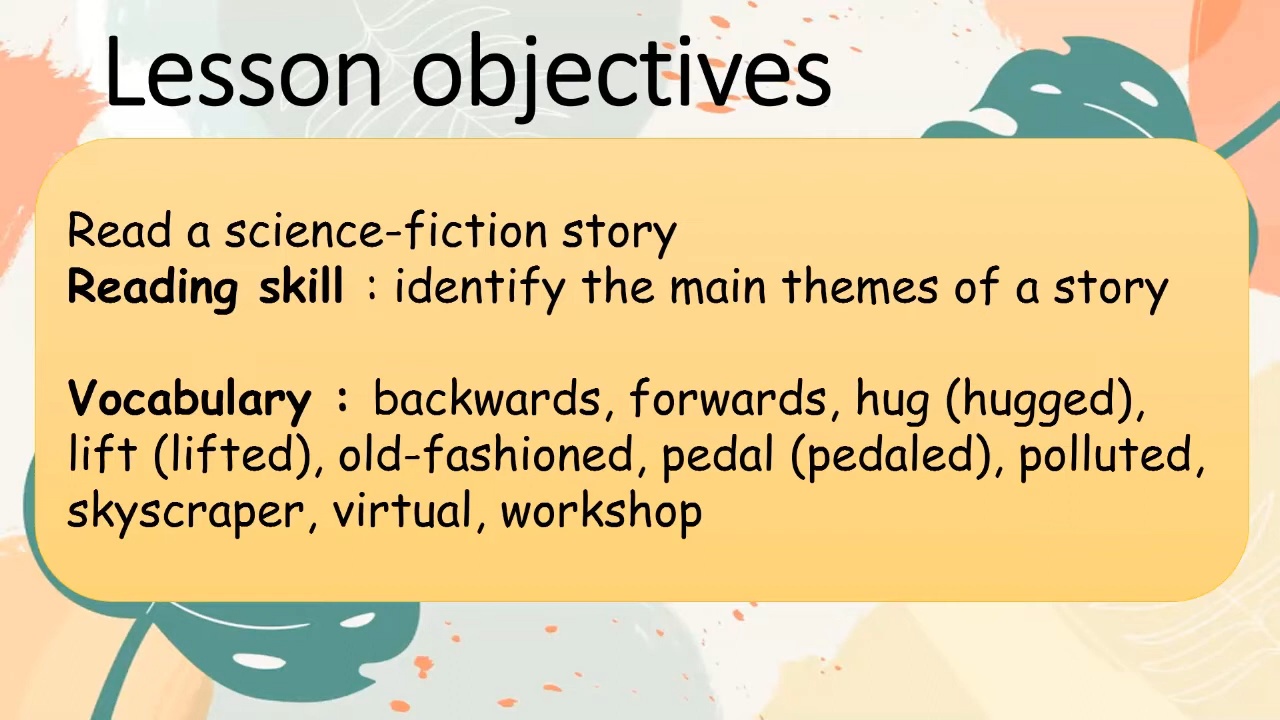 Lesson objectives
Read a science-fiction story
Reading skill : identify the main themes of a story
Vocabulary : backwards, forwards, hug (hugged),
lift (lifted), old-fashioned, pedal (pedaled), polluted,
skyscraper, virtual, workshop